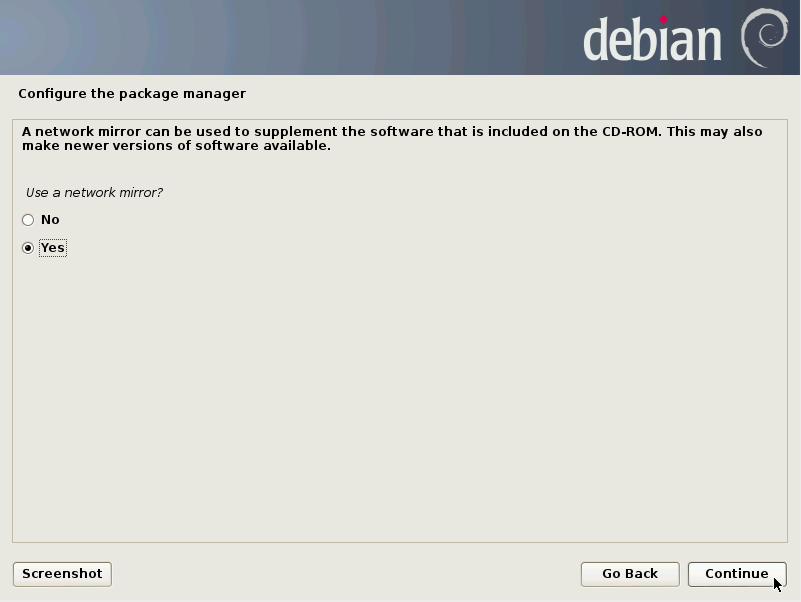 debian
Configure the package manager
A network mirror can be used to supplement the software that is included on the CD-ROM. This may also
make newer versions of software available.
Use a network mirror?
No
Yes
Screenshot
Go Back
Continue